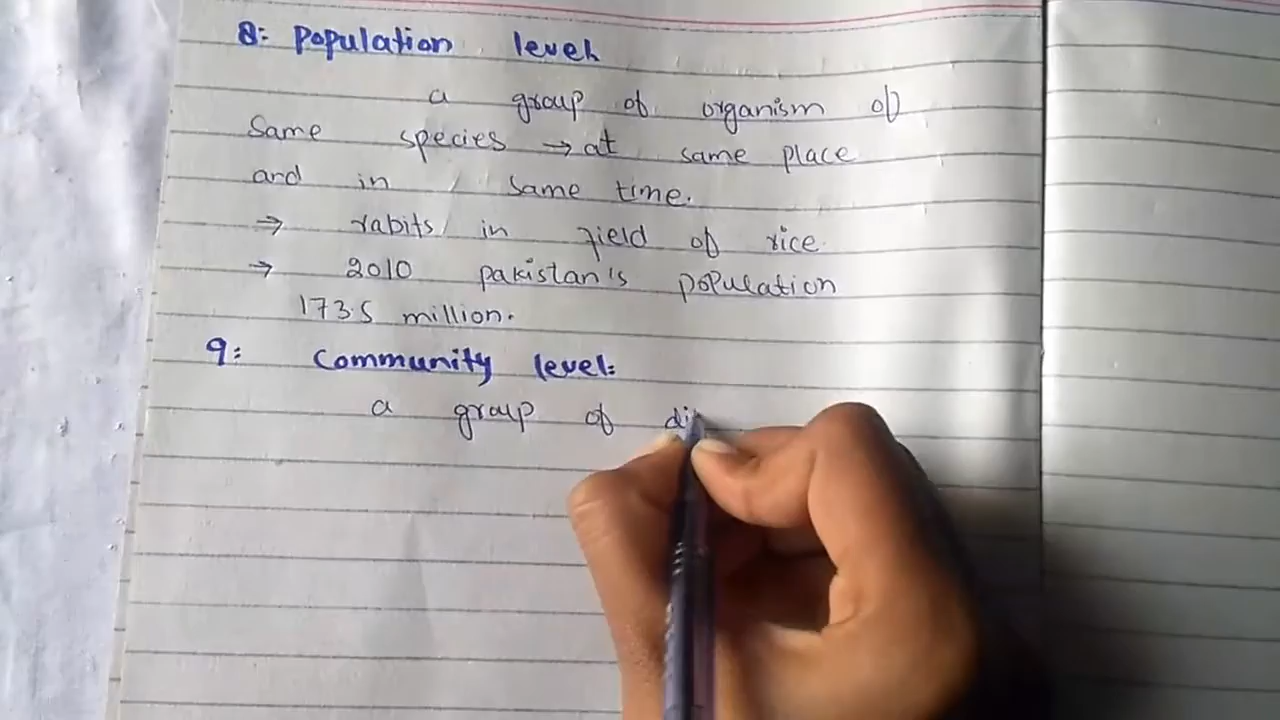 8: Population level
a group of organism of
Same species → at same place
and in same time.
⇒ rabits in field of rice.
→ 2010 pakistan's population
173.5 million.
9: Community level:
a group of di